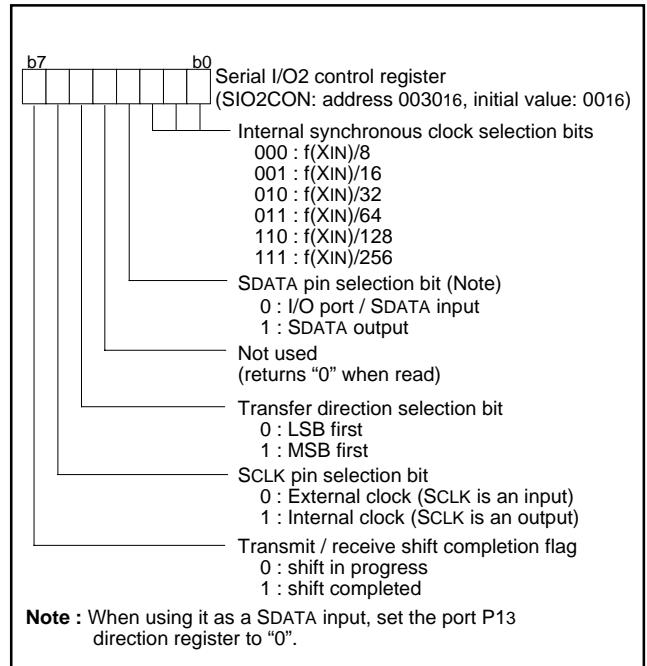 b7 b0
Serial I/O2 control register
(SIO2CON: address 003016, initial value: 0016)
Internal synchronous clock selection bits
000 : f(XIN)/8
001 : f(XIN)/16
010 : f(XIN)/32
011 : f(XIN)/64
110 : f(XIN)/128
111 : f(XIN)/256
SDATA pin selection bit (Note)
0 : I/O port / SDATA input
1 : SDATA output
Not used
(returns “0” when read)
Transfer direction selection bit
0 : LSB first
1 : MSB first
SCLK pin selection bit
0 : External clock (SCLK is an input)
1 : Internal clock (SCLK is an output)
Transmit / receive shift completion flag
0 : shift in progress
1 : shift completed
Note : When using it as a SDATA input, set the port P13
direction register to “0”.